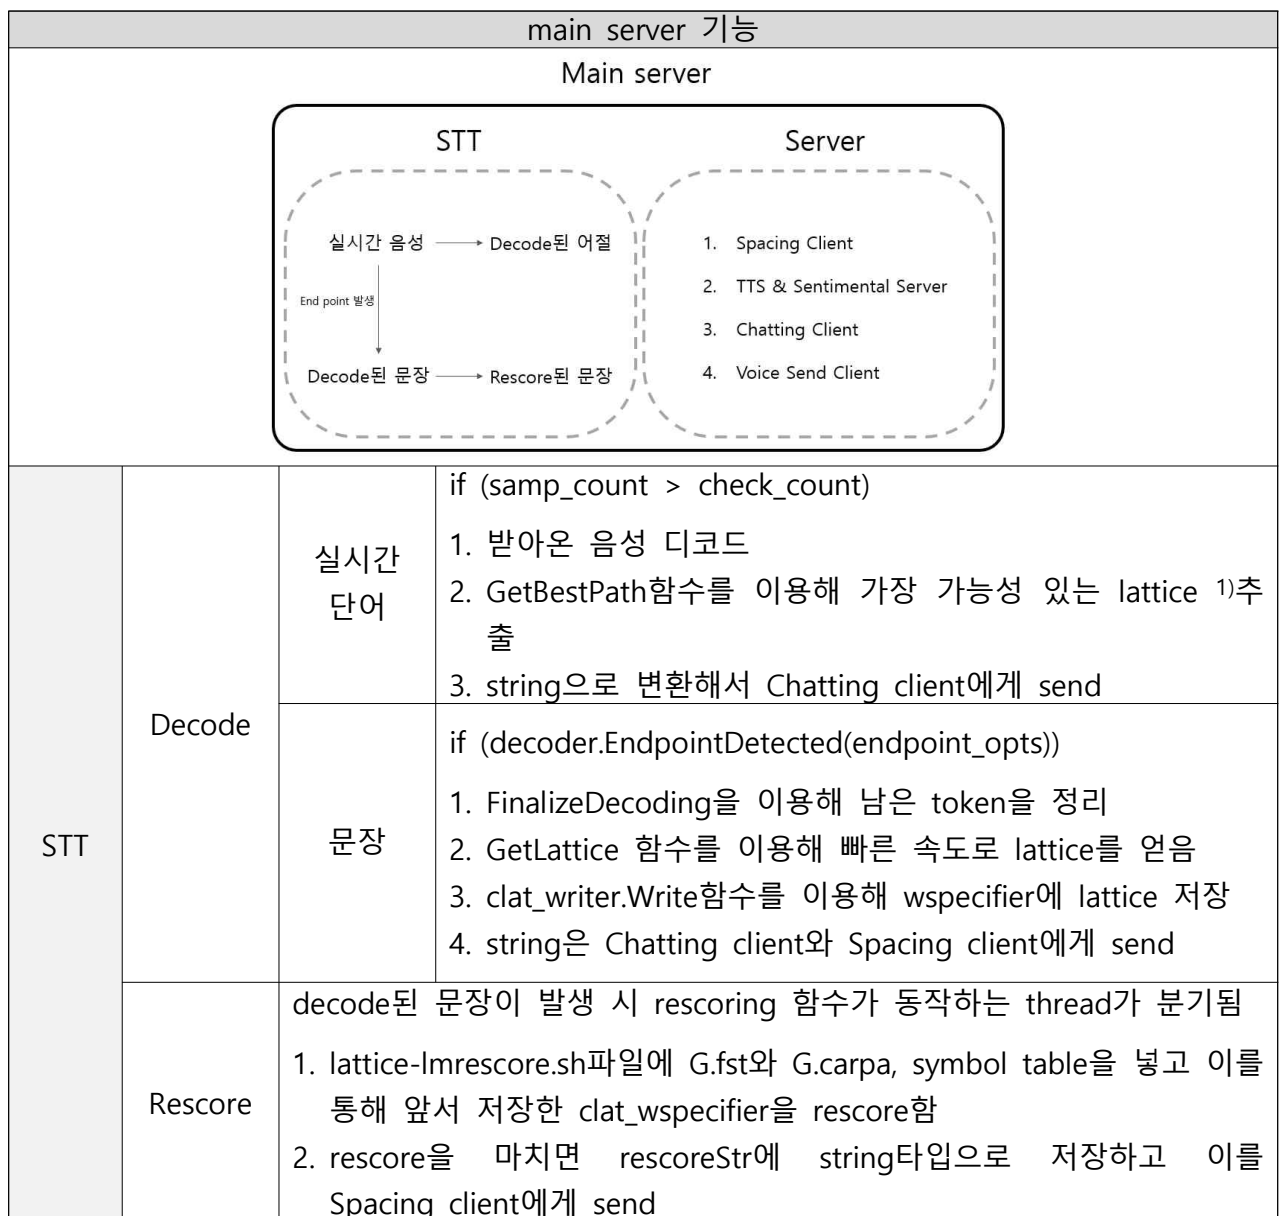 main server 기능
Main server
STT
Server
실시간 음성
Decode된 어절
End point 발생
Decode된 문장
Rescore된 문장
1. Spacing Client
2. TTS & Sentimental Server
3. Chatting Client
4. Voice Send Client
STT
Decode
실시간
단어
if (samp_count > check_count)
1. 받아온 음성 디코드
2. GetBestPath함수를 이용해 가장 가능성 있는 lattice 1)추
출
3. string으로 변환해서 Chatting client에게 send
문장
if (decoder.EndpointDetected(endpoint_opts))
1. FinalizeDecoding을 이용해 남은 token을 정리
2. GetLattice 함수를 이용해 빠른 속도로 lattice를 얻음
3. clat_writer.Write함수를 이용해 wspecifier에 lattice 저장
4. string은 Chatting client와 Spacing client에게 send
Rescore
decode된 문장이 발생 시 rescoring 함수가 동작하는 thread가 분기됨
1. lattice-lmrescore.sh파일에 G.fst와 G.carpa, symbol table을 넣고 이를
통해 앞서 저장한 clat_wspecifier을 rescore함
2. rescore을 마치면 rescoreStr에 string타입으로 저장하고 이를
Spacing client에게 send